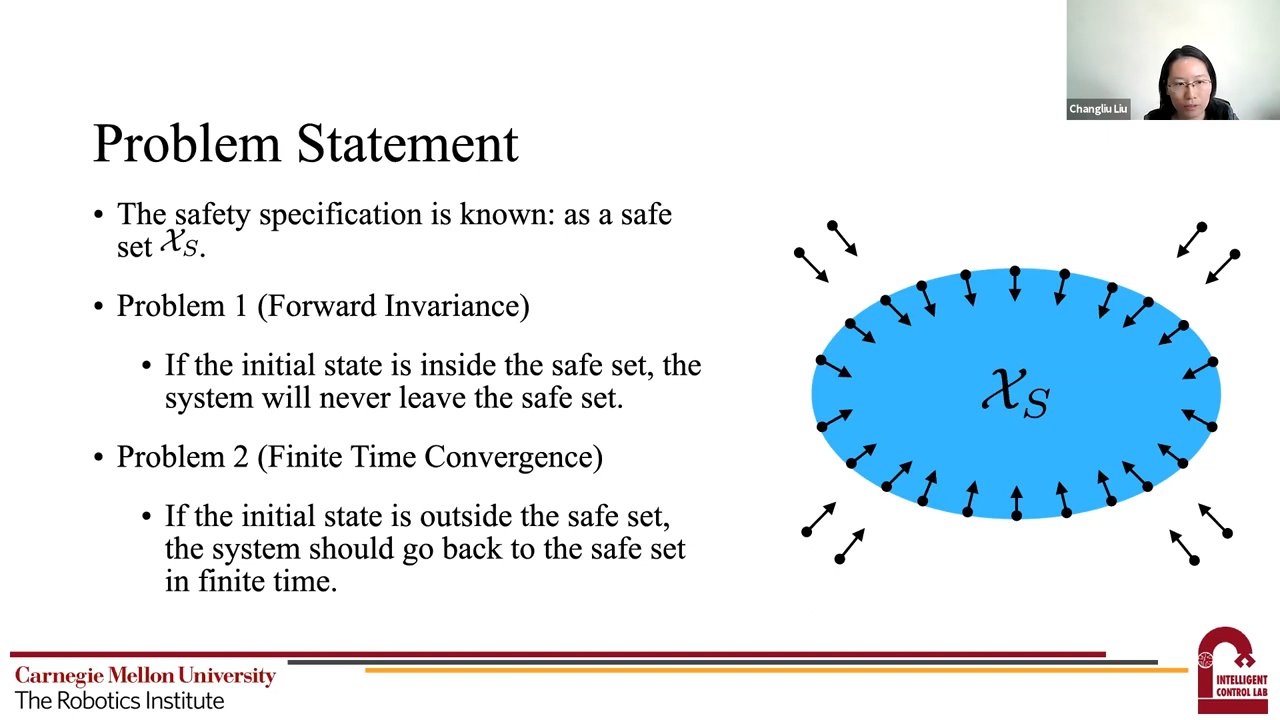 Changliu Liu
Problem Statement
• The safety specification is known: as a safe
set 𝒳S.
• Problem 1 (Forward Invariance)
• If the initial state is inside the safe set, the
system will never leave the safe set.
• Problem 2 (Finite Time Convergence)
• If the initial state is outside the safe set,
the system should go back to the safe set
in finite time.
𝒳S
Carnegie Mellon University
The Robotics Institute
INTELLIGENT
CONTROL LAB